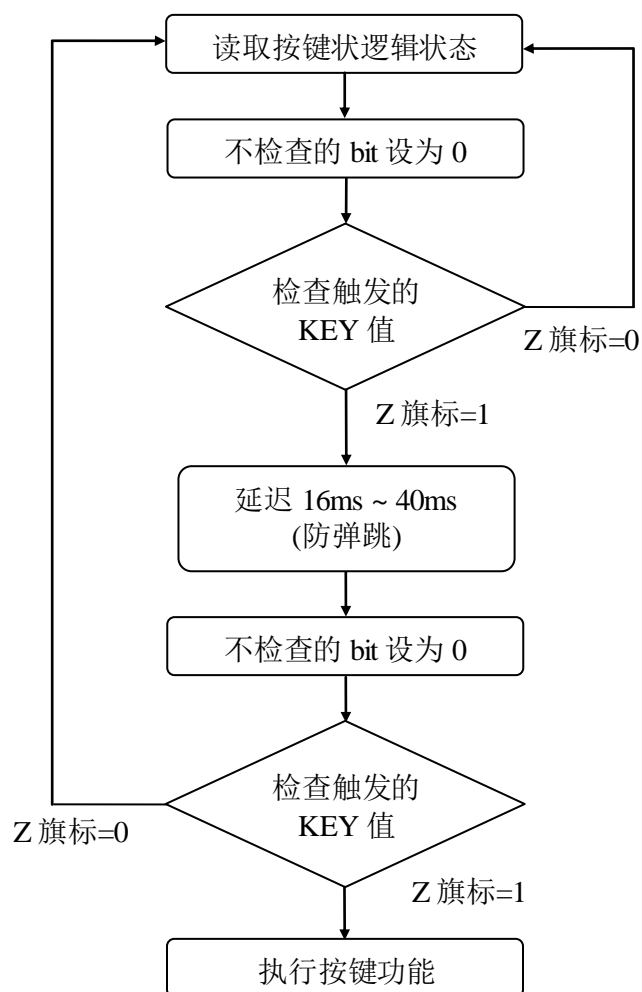 读取按键状逻辑状态
不检查的 bit 设为 0
检查触发的
KEY 值
Z 旗标=0
Z 旗标=1
延迟 16ms ~ 40ms
(防弹跳)
不检查的 bit 设为 0
检查触发的
KEY 值
Z 旗标=0
Z 旗标=1
执行按键功能